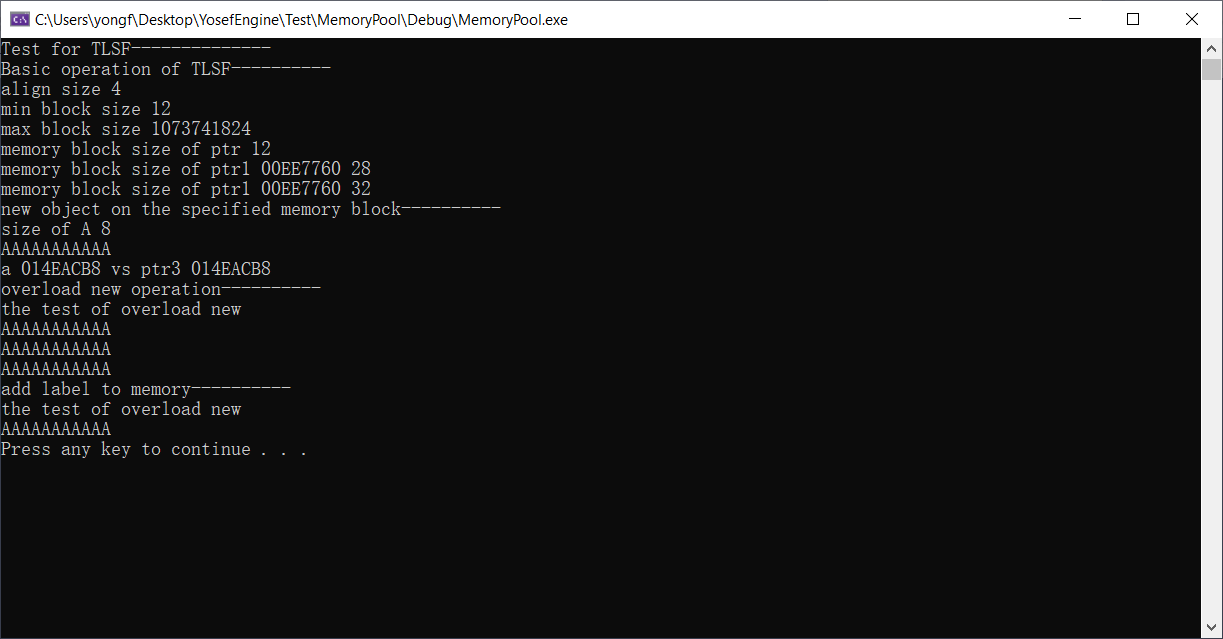 C:\Users\yongf\Desktop\YosefEngine\Test\MemoryPool\Debug\MemoryPool.exe
Test for TLSF--------------
Basic operation of TLSF----------
align size 4
min block size 12
max block size 1073741824
memory block size of ptr 12
memory block size of ptr1 00EE7760 28
memory block size of ptr1 00EE7760 32
new object on the specified memory block----------
size of A 8
AAAAAAAAAAA
a 014EACB8 vs ptr3 014EACB8
overload new operation----------
the test of overload new
AAAAAAAAAAA
AAAAAAAAAAA
AAAAAAAAAAA
add label to memory----------
the test of overload new
AAAAAAAAAAA
Press any key to continue . . .